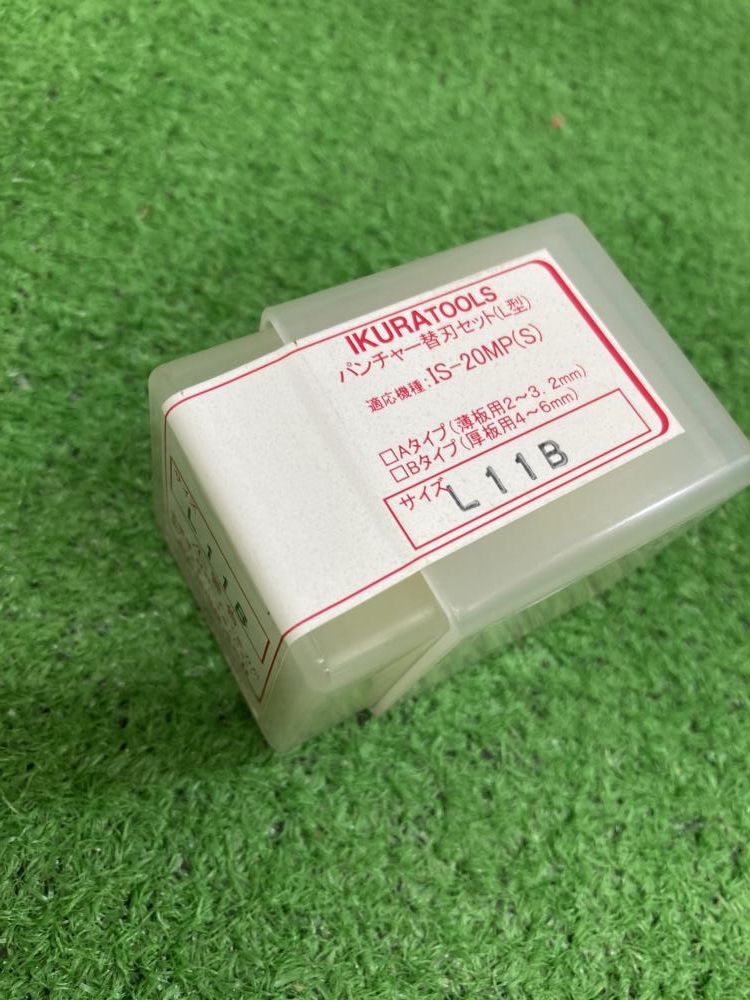 IKURATOOLS
パンチャー替刃セット(L型)
適応機種:IS-20MP(S)
□Aタイプ(薄板用2〜3.2mm)
□Bタイプ(厚板用4〜6mm)
サイズ L11B
L11B